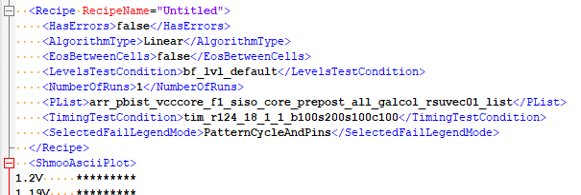 <Recipe RecipeName="Untitled">
<HasErrors>false</HasErrors>
<AlgorithmType>Linear</AlgorithmType>
<EosBetweenCells>false</EosBetweenCells>
<LevelsTestCondition>bf_lvl_default</LevelsTestCondition>
<NumberOfRuns>1</NumberOfRuns>
<PList>arr_pbist_vcccore_f1_siso_core_prepost_all_galcol_rsuvec01_list</PList>
<TimingTestCondition>tim_r124_18_1_1_b100s200s100c100</TimingTestCondition>
<SelectedFailLegendMode>PatternCycleAndPins</SelectedFailLegendMode>
</Recipe>
<ShmooAsciiPlot>
1.2V *********
1.19V *********